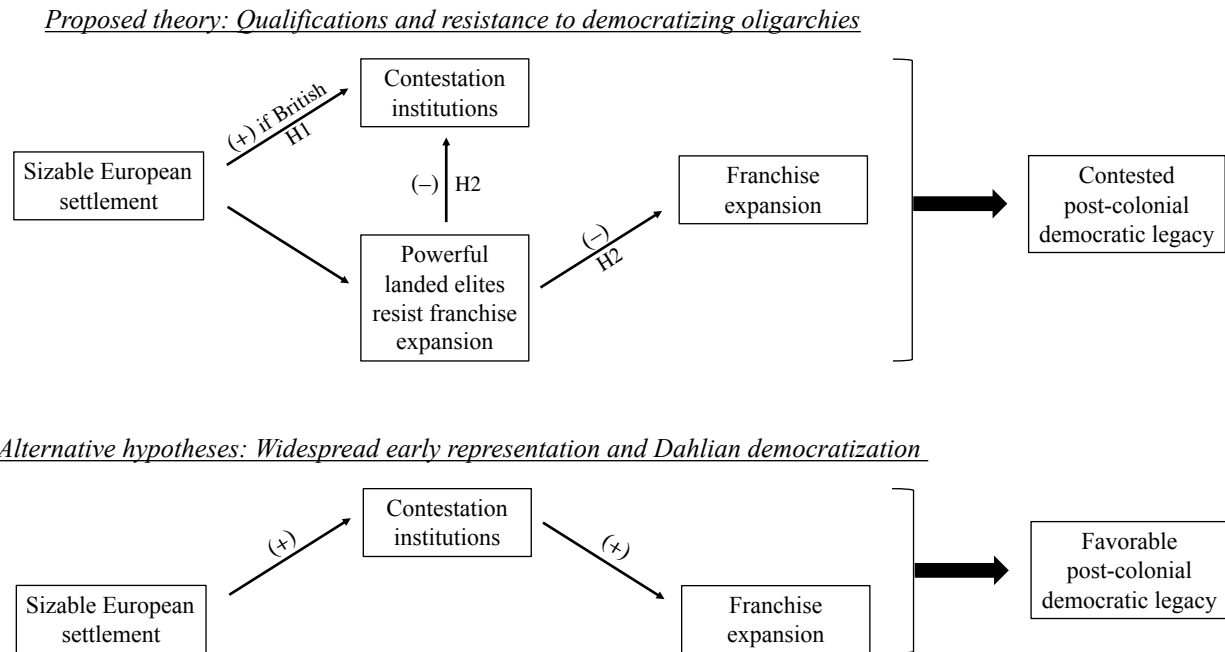 Proposed theory: Qualifications and resistance to democratizing oligarchies
Contestation
institutions
(+) if British
H1
Sizable European
settlement
(–) H2
Franchise
expansion
Contested
post-colonial
democratic legacy
(–)
H2
Powerful
landed elites
resist franchise
expansion
Alternative hypotheses: Widespread early representation and Dahlian democratization
Contestation
institutions
(+)
(+)
Favorable
post-colonial
democratic legacy
Sizable European
settlement
Franchise
expansion